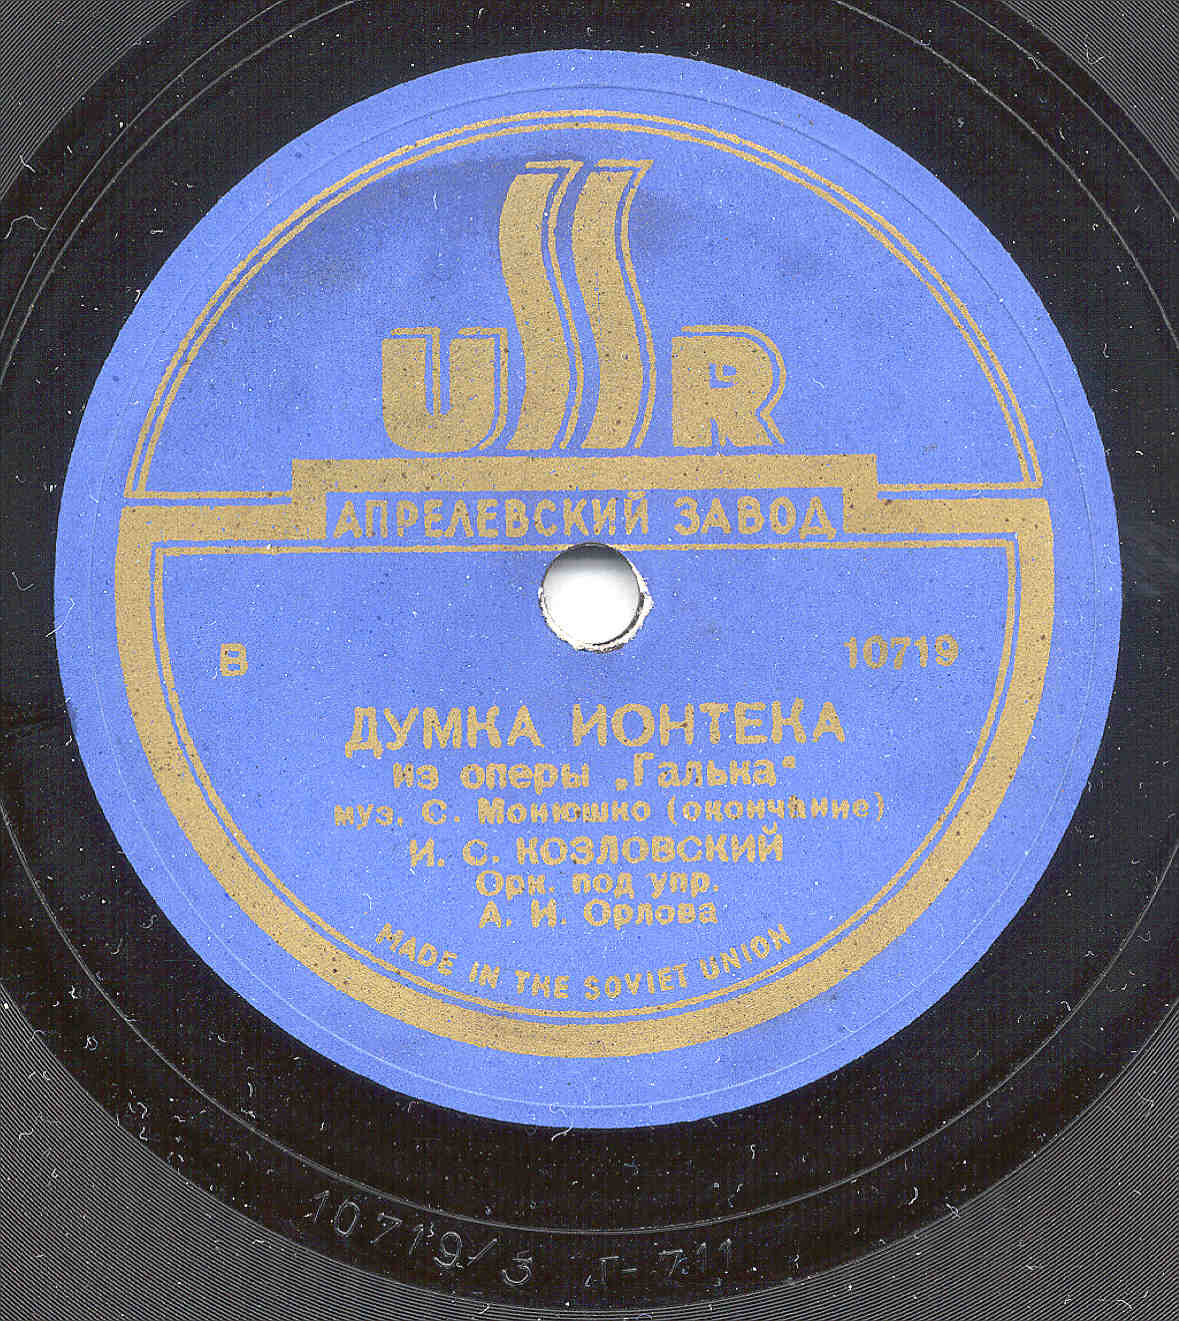 USSR
АПРЕЛЕВСКИЙ ЗАВОД
В 10719
ДУМКА ИОНТЕКА
из оперы „Галька“
муз. С. Монюшко (окончание)
И. С. КОЗЛОВСКИЙ
Орк. под упр.
А. И. Орлова
MADE IN THE SOVIET UNION
10719/3 Г-711